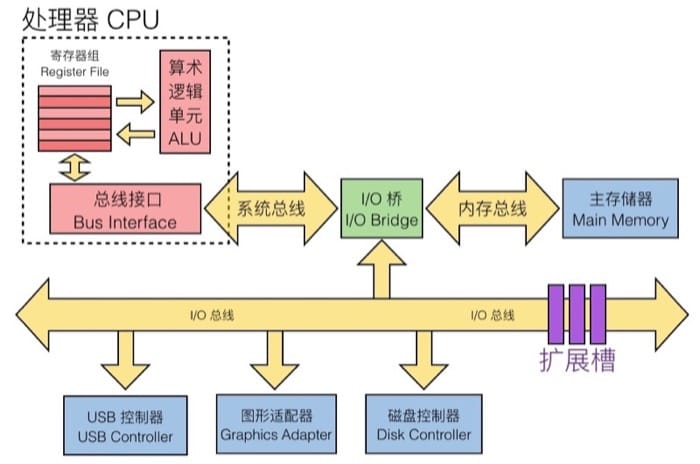 处理器 CPU
寄存器组
Register File
算术
逻辑
单元
ALU
总线接口
Bus Interface
系统总线
I/O 桥
I/O Bridge
内存总线
主存储器
Main Memory
I/O 总线
I/O 总线
扩展槽
USB 控制器
USB Controller
图形适配器
Graphics Adapter
磁盘控制器
Disk Controller